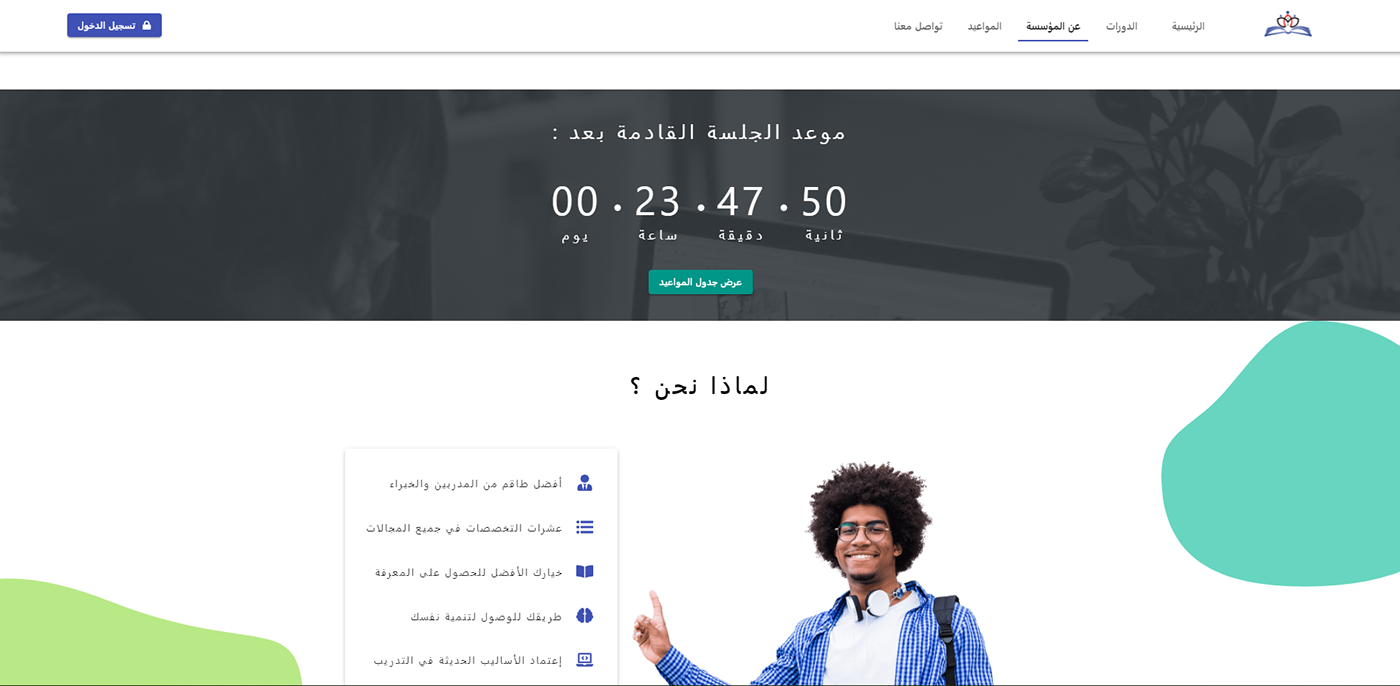 الرئيسية
الدورات
عن المؤسسة
المواعيد
تواصل معنا
تسجيل الدخول
موعد الجلسة القادمة بعد :
00 . 23 . 47 . 50
يوم ساعة دقيقة ثانية
عرض جدول المواعيد
لماذا نحن ؟
أفضل طاقم من المدربين والخبراء
عشرات التخصصات في جميع المجالات
خيارك الأفضل للحصول على المعرفة
طريقك للوصول لتنمية نفسك
إعتماد الأساليب الحديثة في التدريب